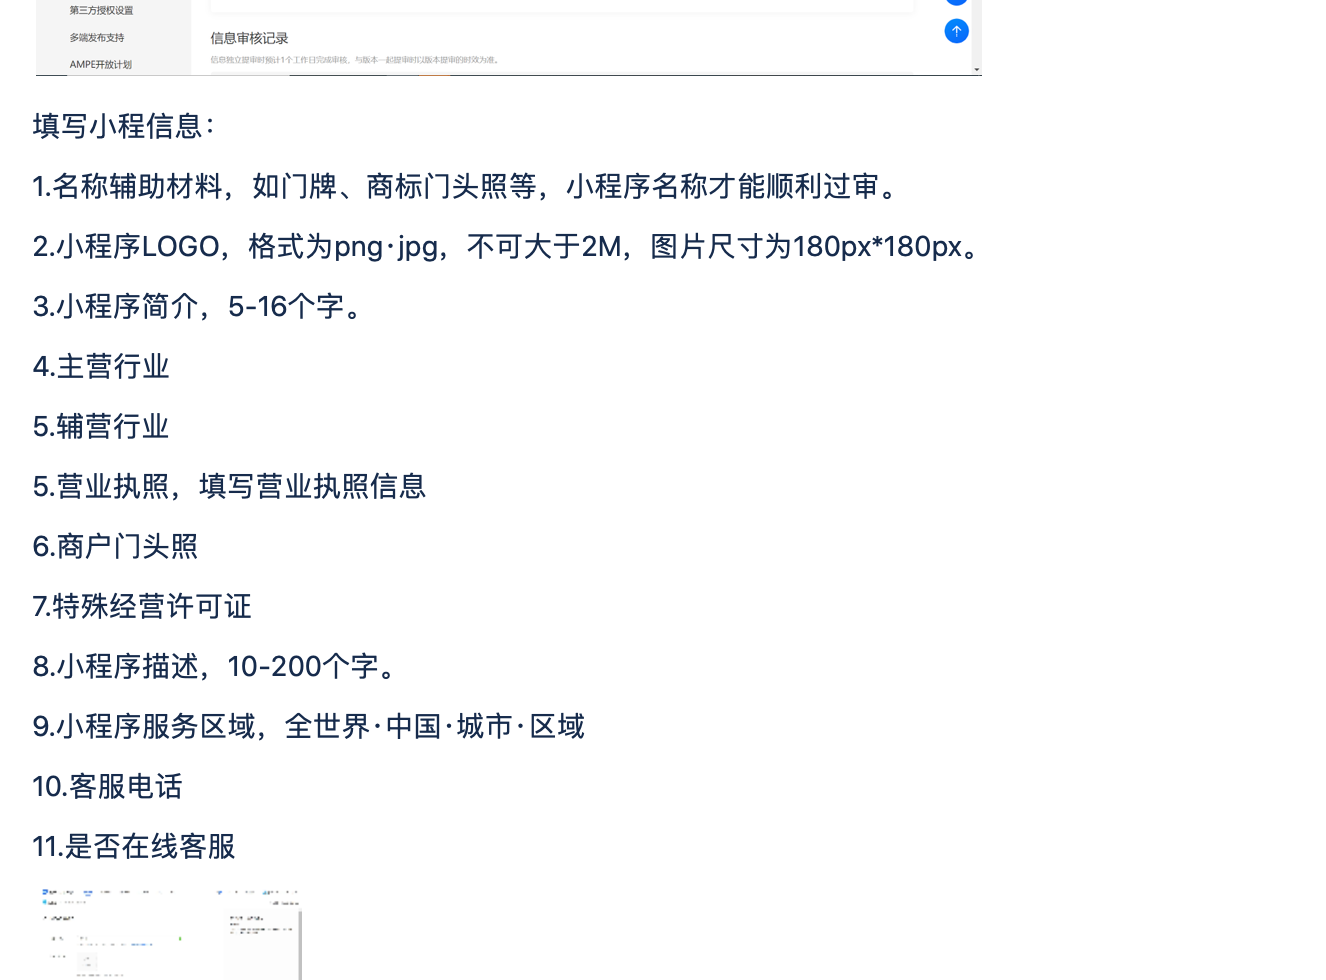 第三方授权设置
多端发布支持
AMPE开放计划
信息审核记录
信息独立提审时预计1个工作日完成审核，与版本一起提审时以版本提审的时效为准。
填写小程信息：
1.名称辅助材料，如门牌、商标门头照等，小程序名称才能顺利过审。
2.小程序LOGO，格式为png·jpg，不可大于2M，图片尺寸为180px*180px。
3.小程序简介，5-16个字。
4.主营行业
5.辅营行业
5.营业执照，填写营业执照信息
6.商户门头照
7.特殊经营许可证
8.小程序描述，10-200个字。
9.小程序服务区域，全世界·中国·城市·区域
10.客服电话
11.是否在线客服